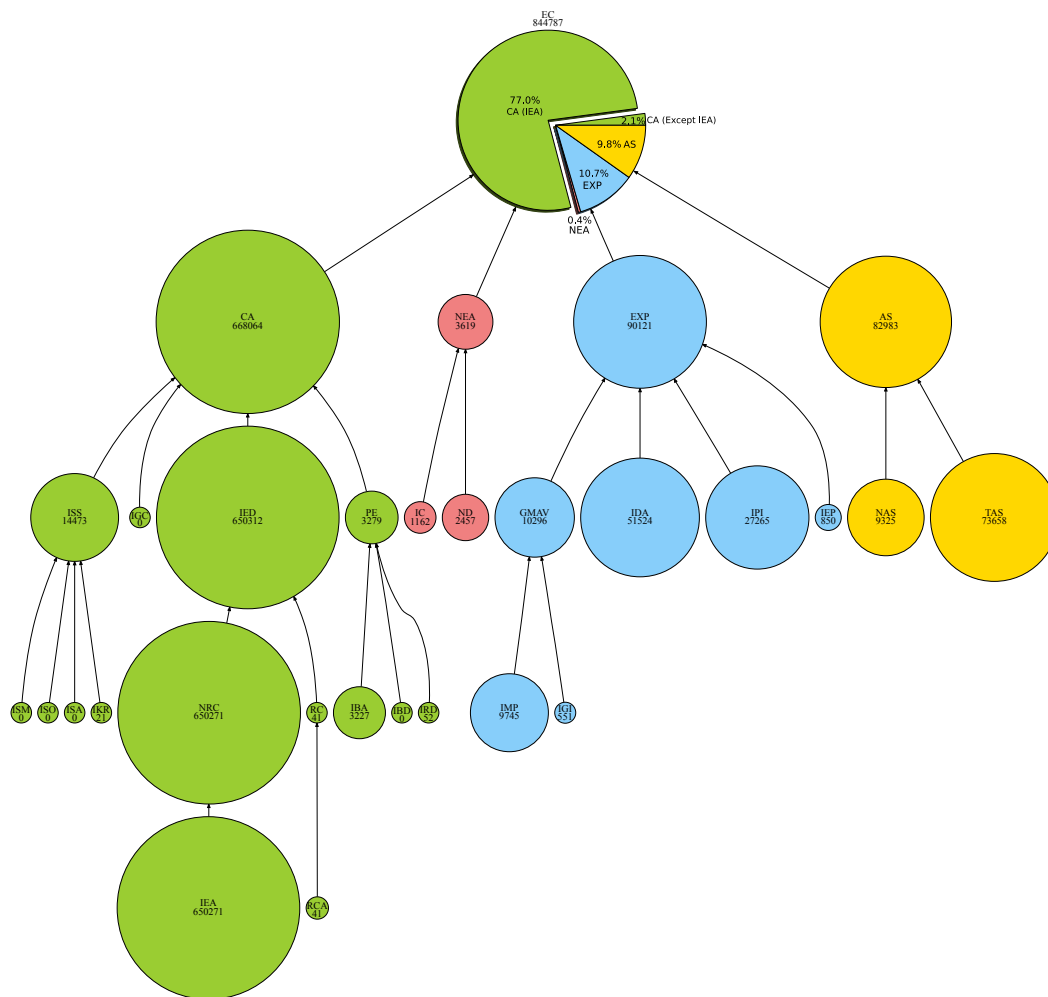 EC
844787
77.0%
CA (IEA)
2.1% CA (Except IEA)
9.8% AS
10.7%
EXP
0.4%
NEA
CA
668064
NEA
3619
EXP
90121
AS
82983
ISS
14473
IGC
0
IED
650312
PE
3279
IC
1162
ND
2457
GMAV
10296
IDA
51524
IPI
27265
IEP
850
NAS
9325
TAS
73658
ISM
0
ISO
0
ISA
0
IKR
21
NRC
650271
RC
41
IBA
3227
IBD
0
IRD
52
IMP
9745
IGI
551
IEA
650271
RCA
41